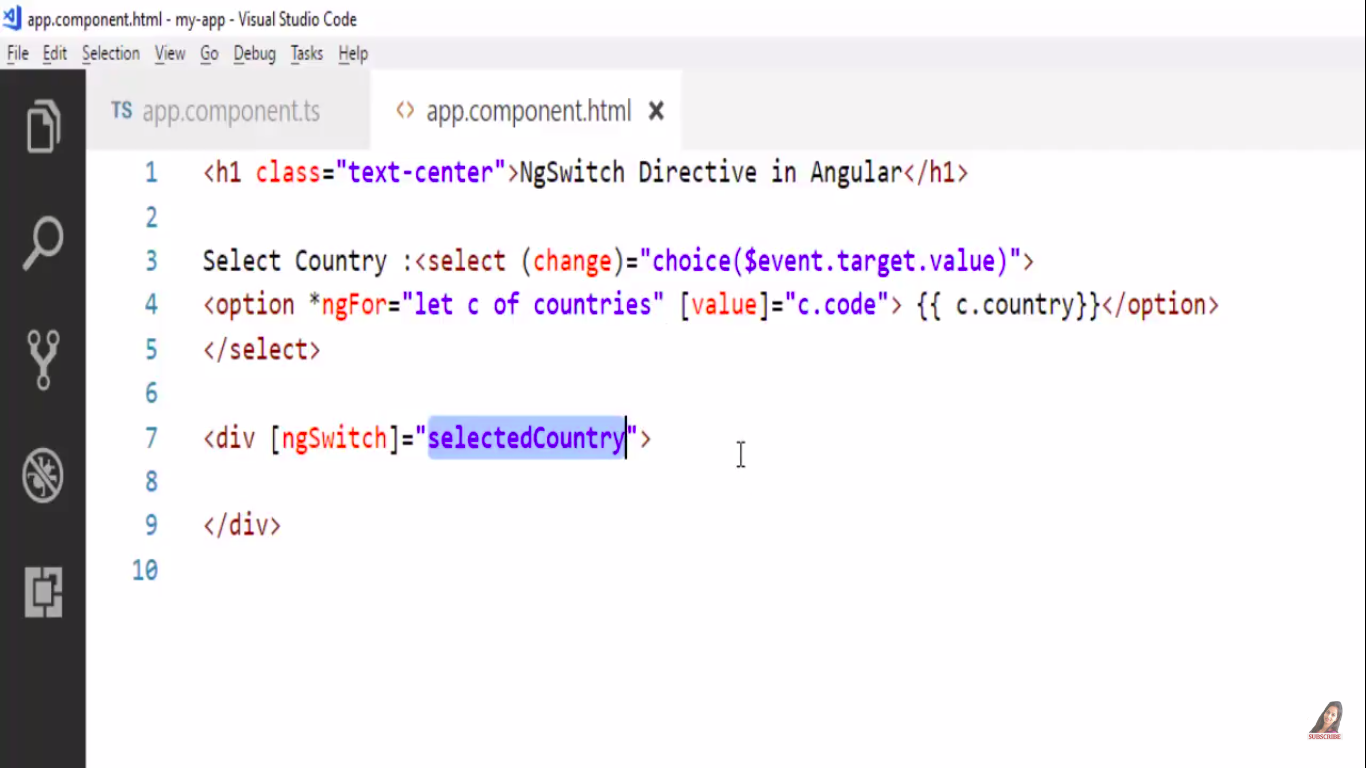 app.component.html - my-app - Visual Studio Code
File Edit Selection View Go Debug Tasks Help
TS app.component.ts <> app.component.html ×
1 <h1 class="text-center">NgSwitch Directive in Angular</h1>
2
3 Select Country :<select (change)="choice($event.target.value)">
4 <option *ngFor="let c of countries" [value]="c.code"> {{ c.country}}</option>
5 </select>
6
7 <div [ngSwitch]="selectedCountry">
8
9 </div>
10
SUBSCRIBE